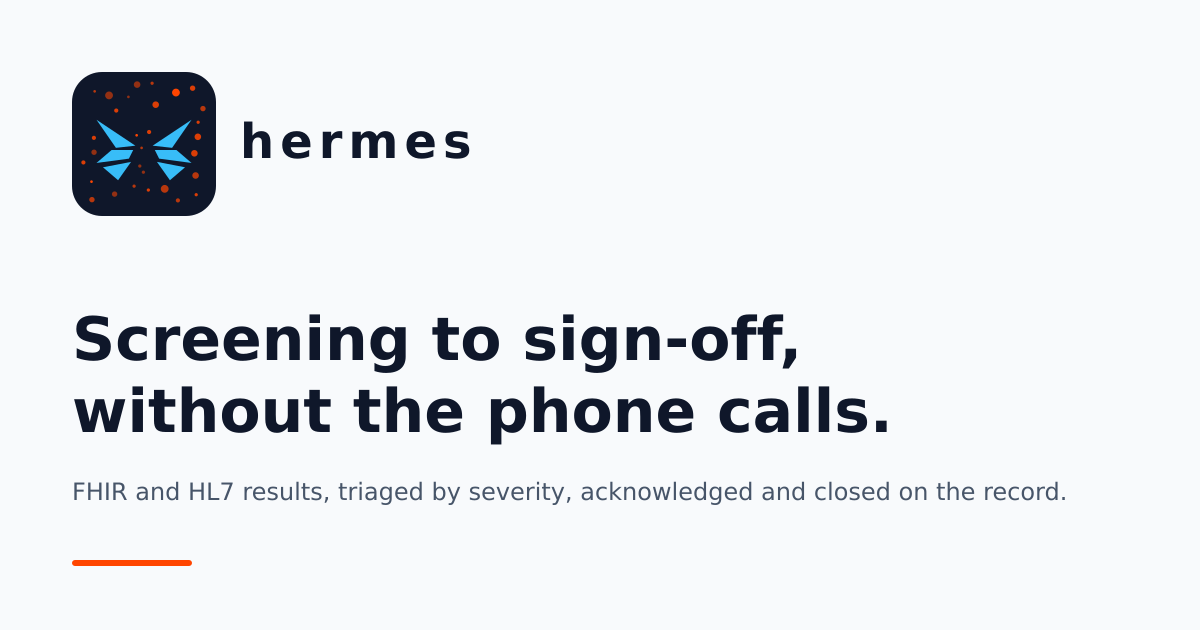 hermes
Screening to sign-off,
without the phone calls.
FHIR and HL7 results, triaged by severity, acknowledged and closed on the record.